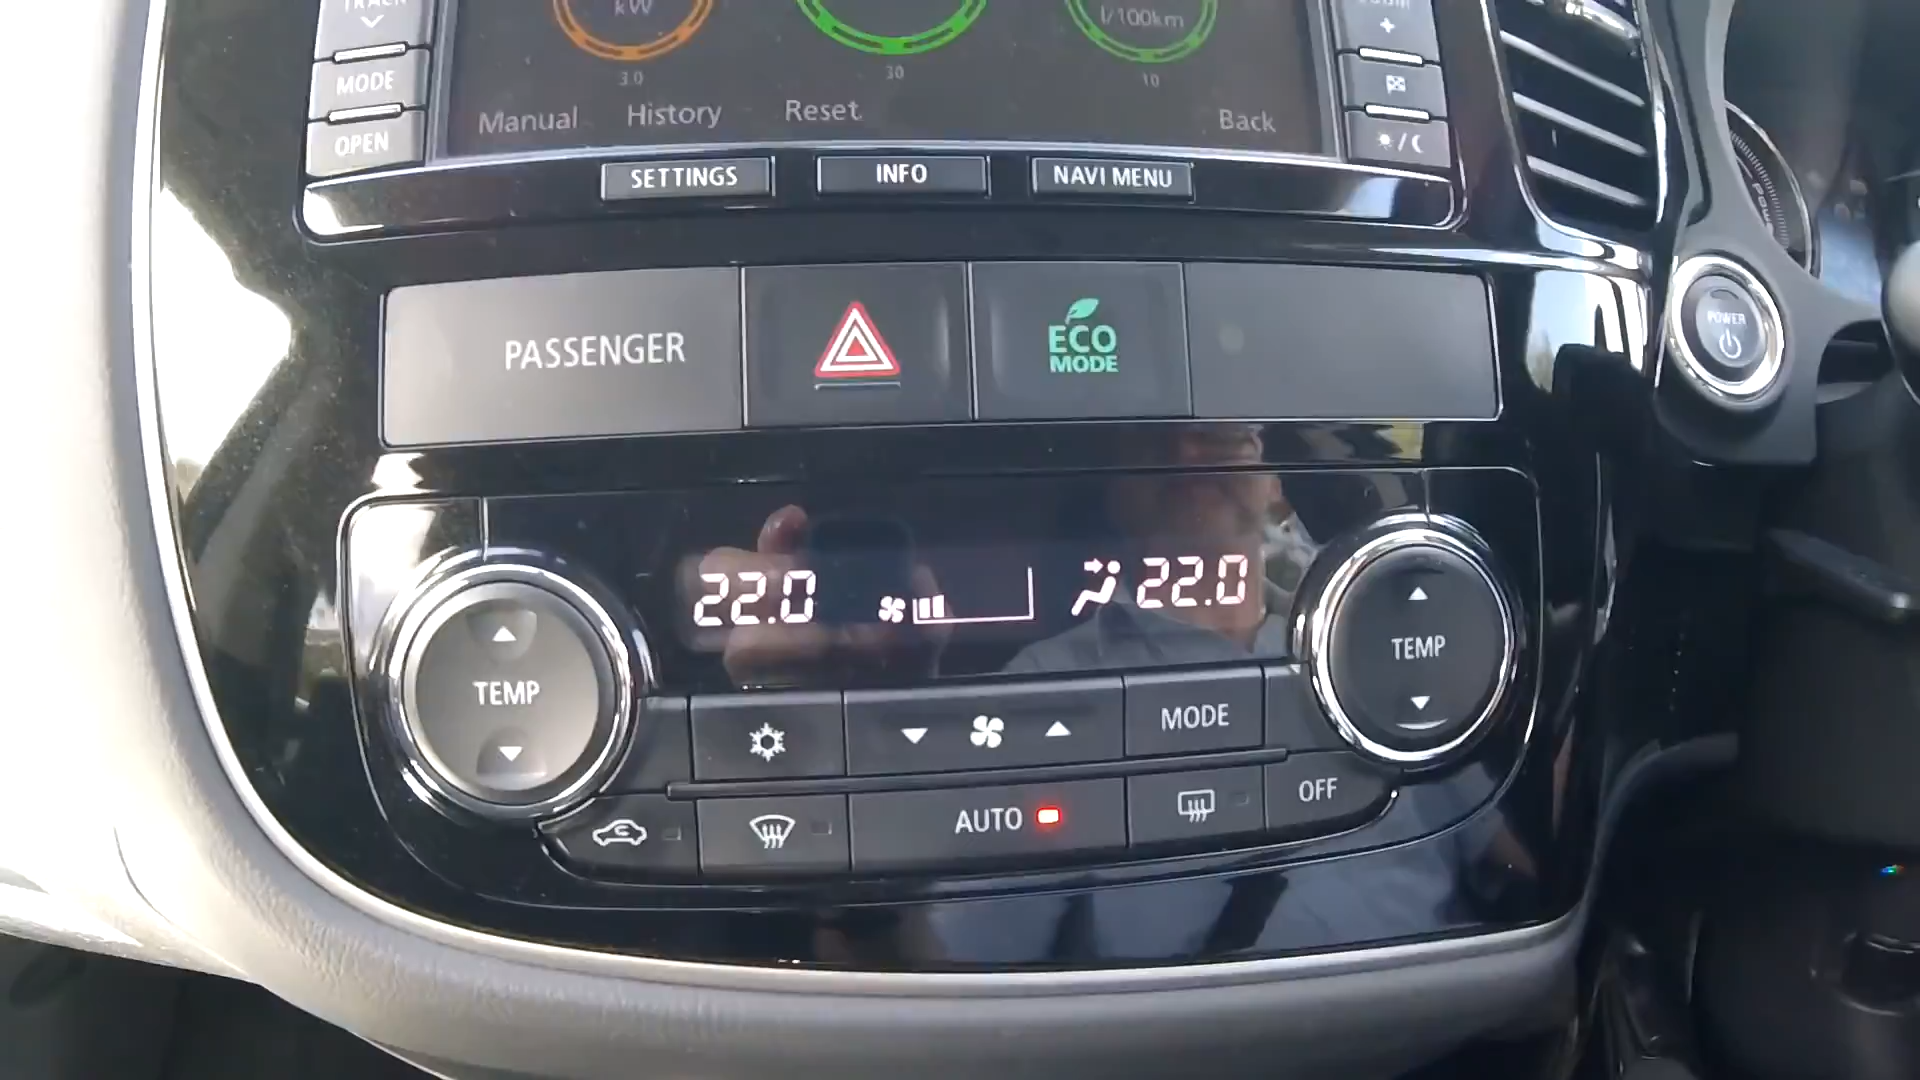 TRACK
MODE
OPEN
kW
3.0
30
l/100km
10
Manual
History
Reset
Back
SETTINGS
INFO
NAVI MENU
PASSENGER
ECO
MODE
POWER
22.0
22.0
TEMP
TEMP
MODE
AUTO
OFF